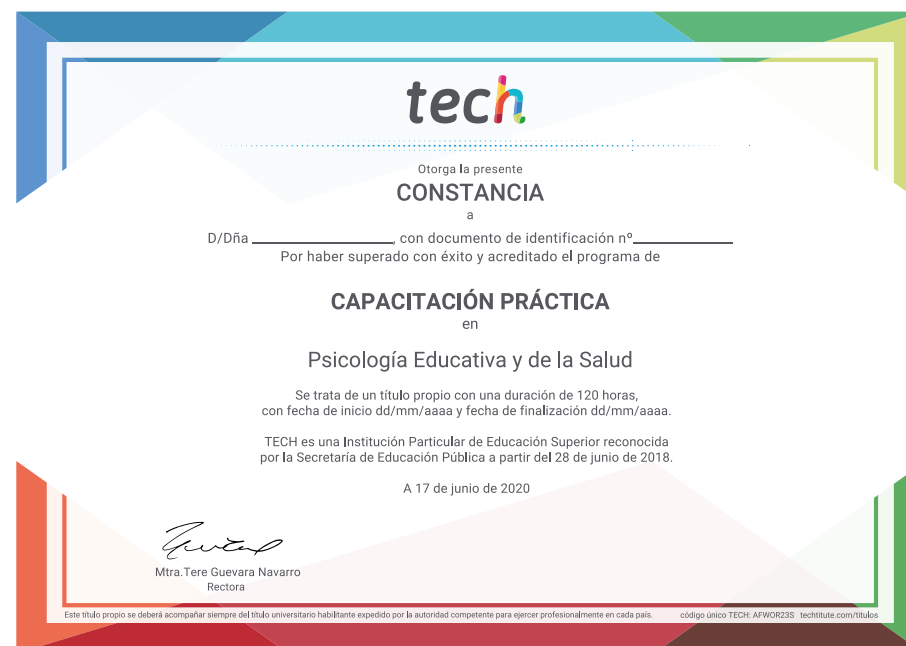 tech
Otorga la presente
CONSTANCIA
a
D/Dña ____________________, con documento de identificación nº______________
Por haber superado con éxito y acreditado el programa de
CAPACITACIÓN PRÁCTICA
en
Psicología Educativa y de la Salud
Se trata de un título propio con una duración de 120 horas,
con fecha de inicio dd/mm/aaaa y fecha de finalización dd/mm/aaaa.
TECH es una Institución Particular de Educación Superior reconocida
por la Secretaría de Educación Pública a partir del 28 de junio de 2018.
A 17 de junio de 2020
Mtra.Tere Guevara Navarro
Rectora
Este título propio se deberá acompañar siempre del título universitario habilitante expedido por la autoridad competente para ejercer profesionalmente en cada país. código único TECH: AFWOR23S techtitute.com/titulos